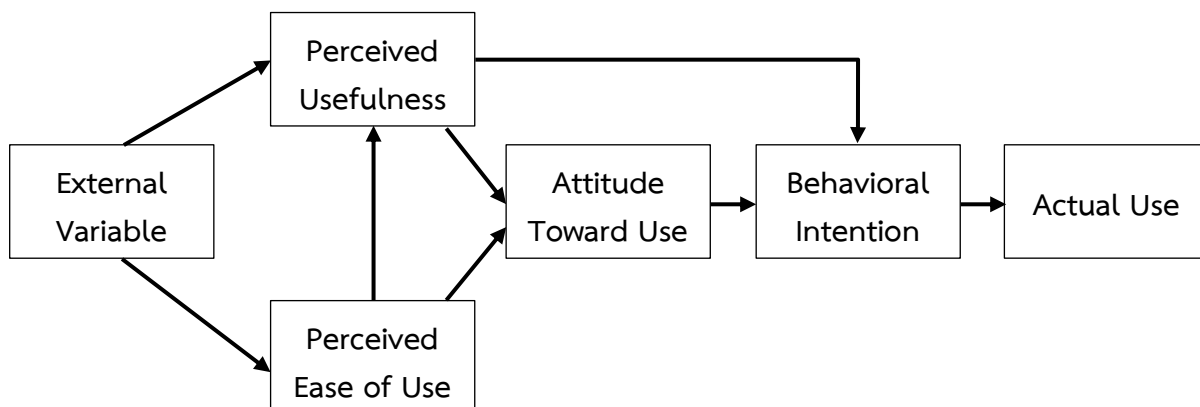 Perceived
Usefulness
External
Variable
Attitude
Toward Use
Behavioral
Intention
Actual Use
Perceived
Ease of Use